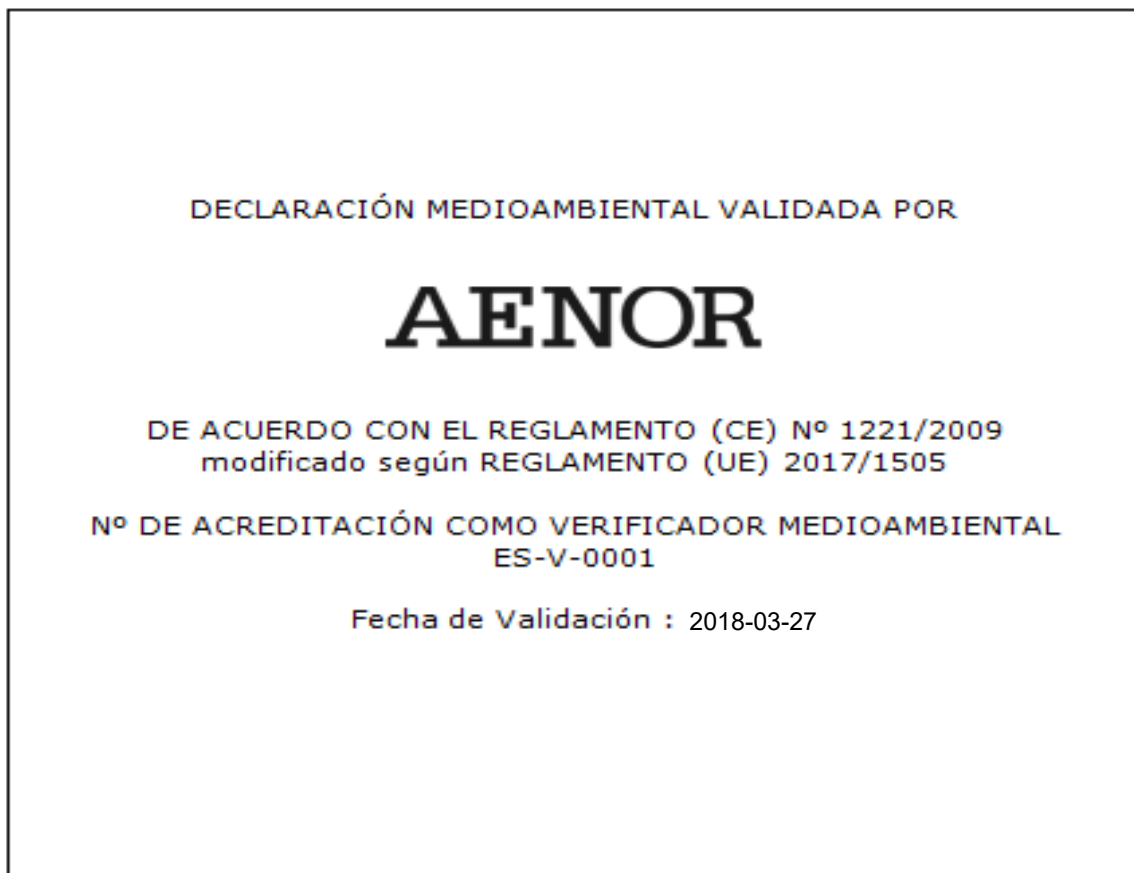 DECLARACIÓN MEDIOAMBIENTAL VALIDADA POR
AENOR
DE ACUERDO CON EL REGLAMENTO (CE) Nº 1221/2009
modificado según REGLAMENTO (UE) 2017/1505
Nº DE ACREDITACIÓN COMO VERIFICADOR MEDIOAMBIENTAL
ES-V-0001
Fecha de Validación : 2018-03-27